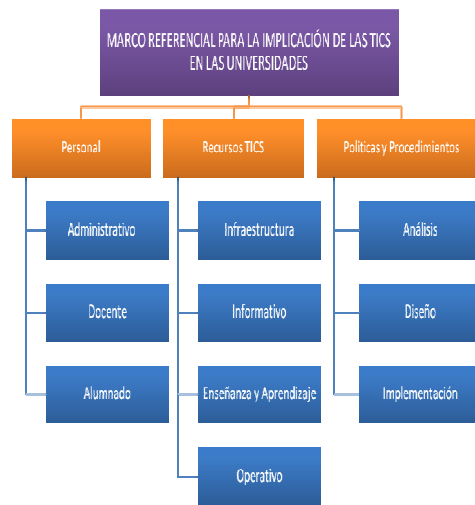 MARCO REFERENCIAL PARA LA IMPLICACIÓN DE LAS TICS
EN LAS UNIVERSIDADES
Personal
Recursos TICS
Políticas y Procedimientos
Administrativo
Infraestructura
Análisis
Docente
Informativo
Diseño
Alumnado
Enseñanza y Aprendizaje
Implementación
Operativo